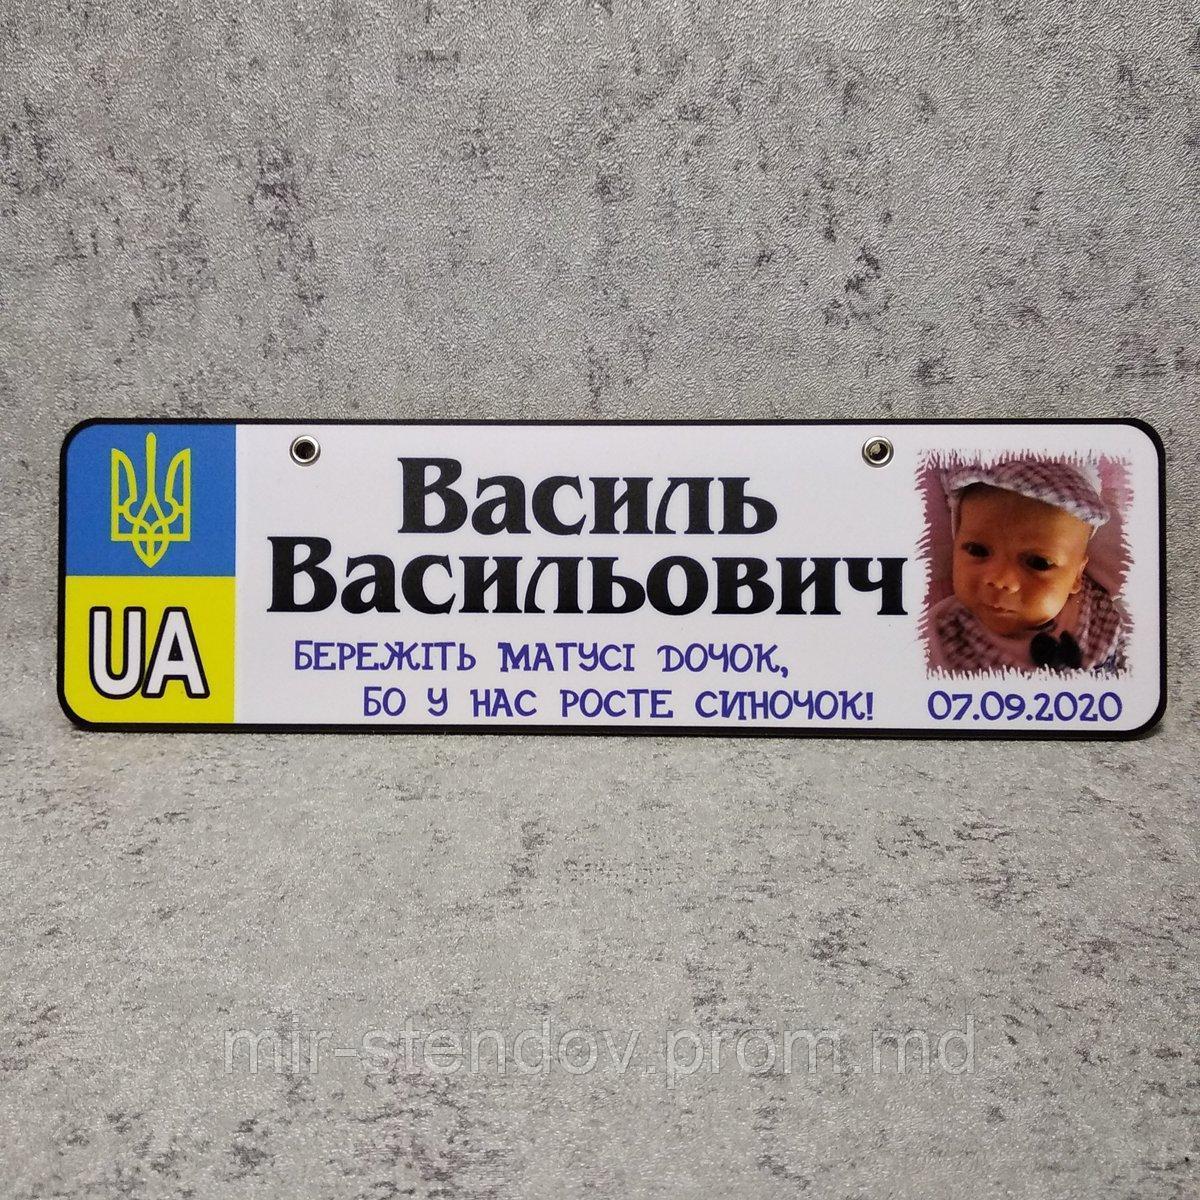 UA
Василь
Васильович
БЕРЕЖІТЬ МАТУСІ ДОЧОК,
БО У НАС РОСТЕ СИНОЧОК!
07.09.2020
mir-stendov.prom.md